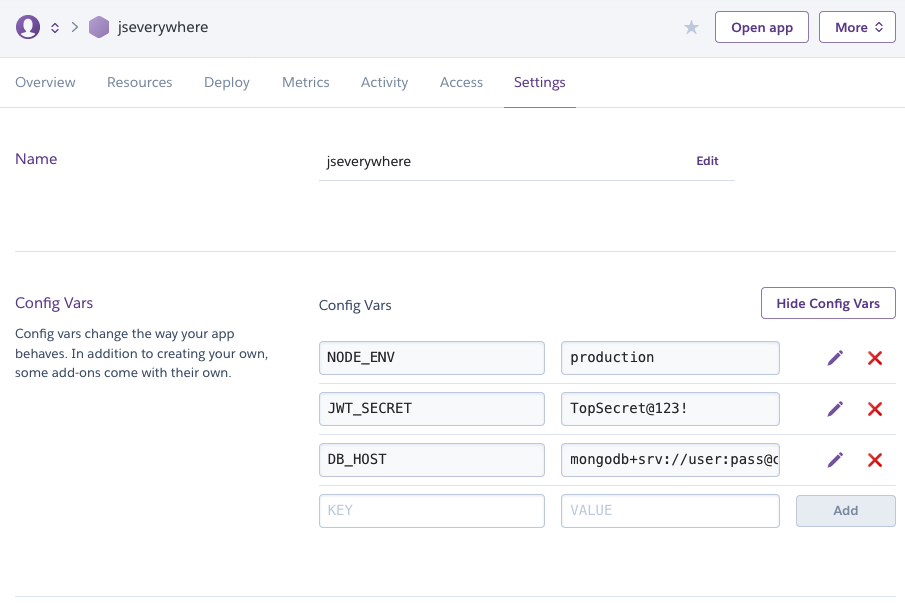 jseverywhere
Open app
More
Overview Resources Deploy Metrics Activity Access Settings
Name
jseverywhere
Edit
Config Vars
Config vars change the way your app
behaves. In addition to creating your own,
some add-ons come with their own.
Config Vars
Hide Config Vars
NODE_ENV production
JWT_SECRET TopSecret@123!
DB_HOST mongodb+srv://user:pass@c
KEY VALUE Add